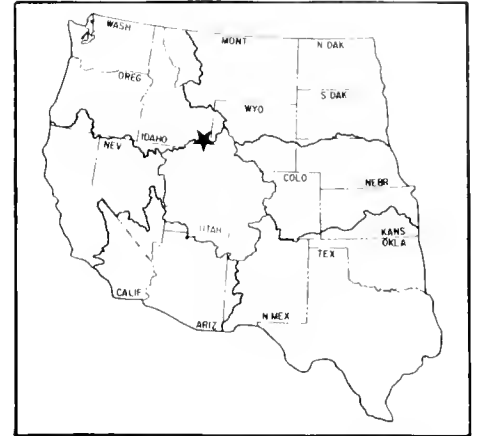 WASH
MONT
N DAK
OREG
S DAK
WYO
IDAHO
NEV
COLO
NEBR
UTAH
KANS
OKLA
TEX
CALIF
N MEX
ARIZ